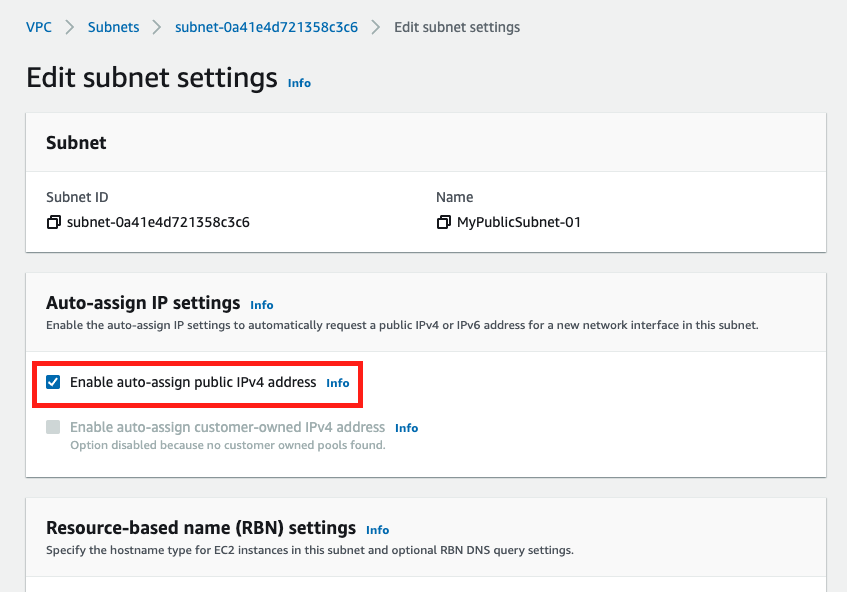 VPC > Subnets > subnet-0a41e4d721358c3c6 > Edit subnet settings
Edit subnet settings Info
Subnet
Subnet ID Name
subnet-0a41e4d721358c3c6 MyPublicSubnet-01
Auto-assign IP settings Info
Enable the auto-assign IP settings to automatically request a public IPv4 or IPv6 address for a new network interface in this subnet.
Enable auto-assign public IPv4 address Info
Enable auto-assign customer-owned IPv4 address Info
Option disabled because no customer owned pools found.
Resource-based name (RBN) settings Info
Specify the hostname type for EC2 instances in this subnet and optional RBN DNS query settings.